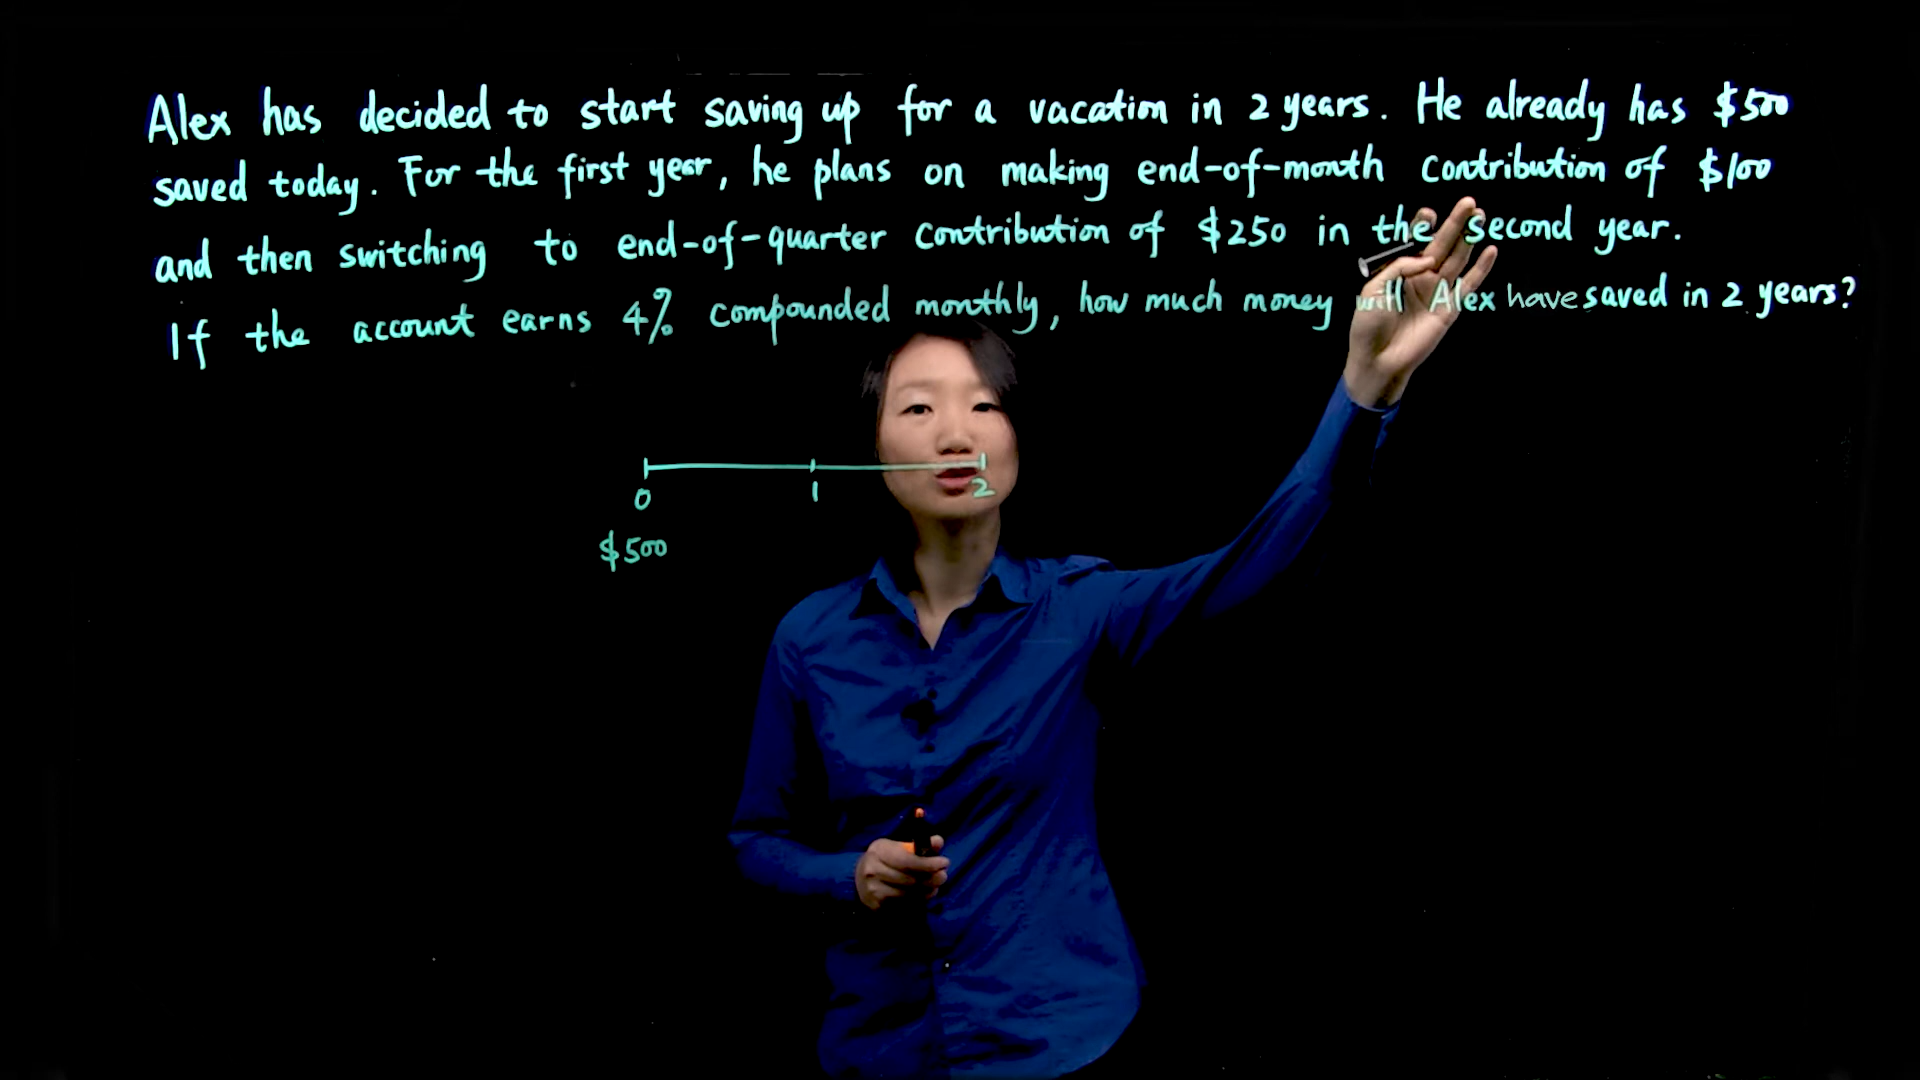 Alex has decided to start saving up for a vacation in 2 years. He already has $500
saved today. For the first year, he plans on making end-of-month contribution of $100
and then switching to end-of-quarter contribution of $250 in the second year.
If the account earns 4% compounded monthly, how much money will Alex have saved in 2 years?
0 1 2
$500